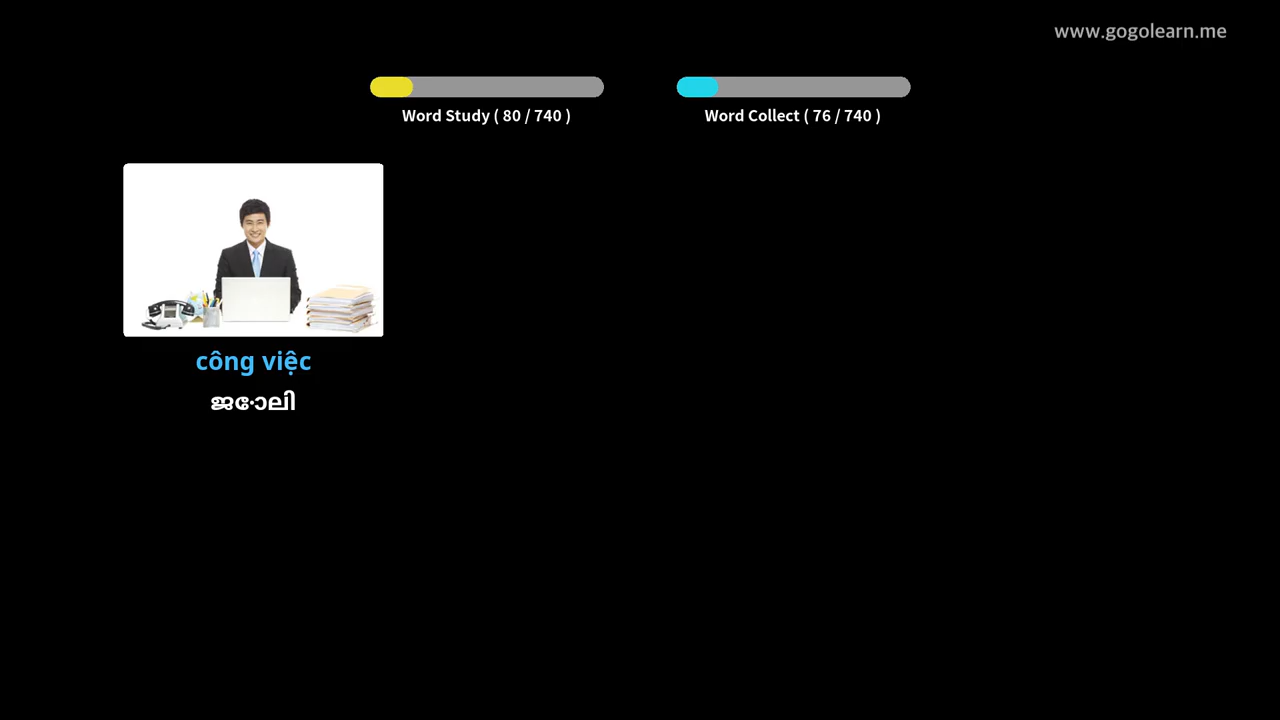 www.gogolearn.me
Word Study ( 80 / 740 )
Word Collect ( 76 / 740 )
công việc
ജോലി